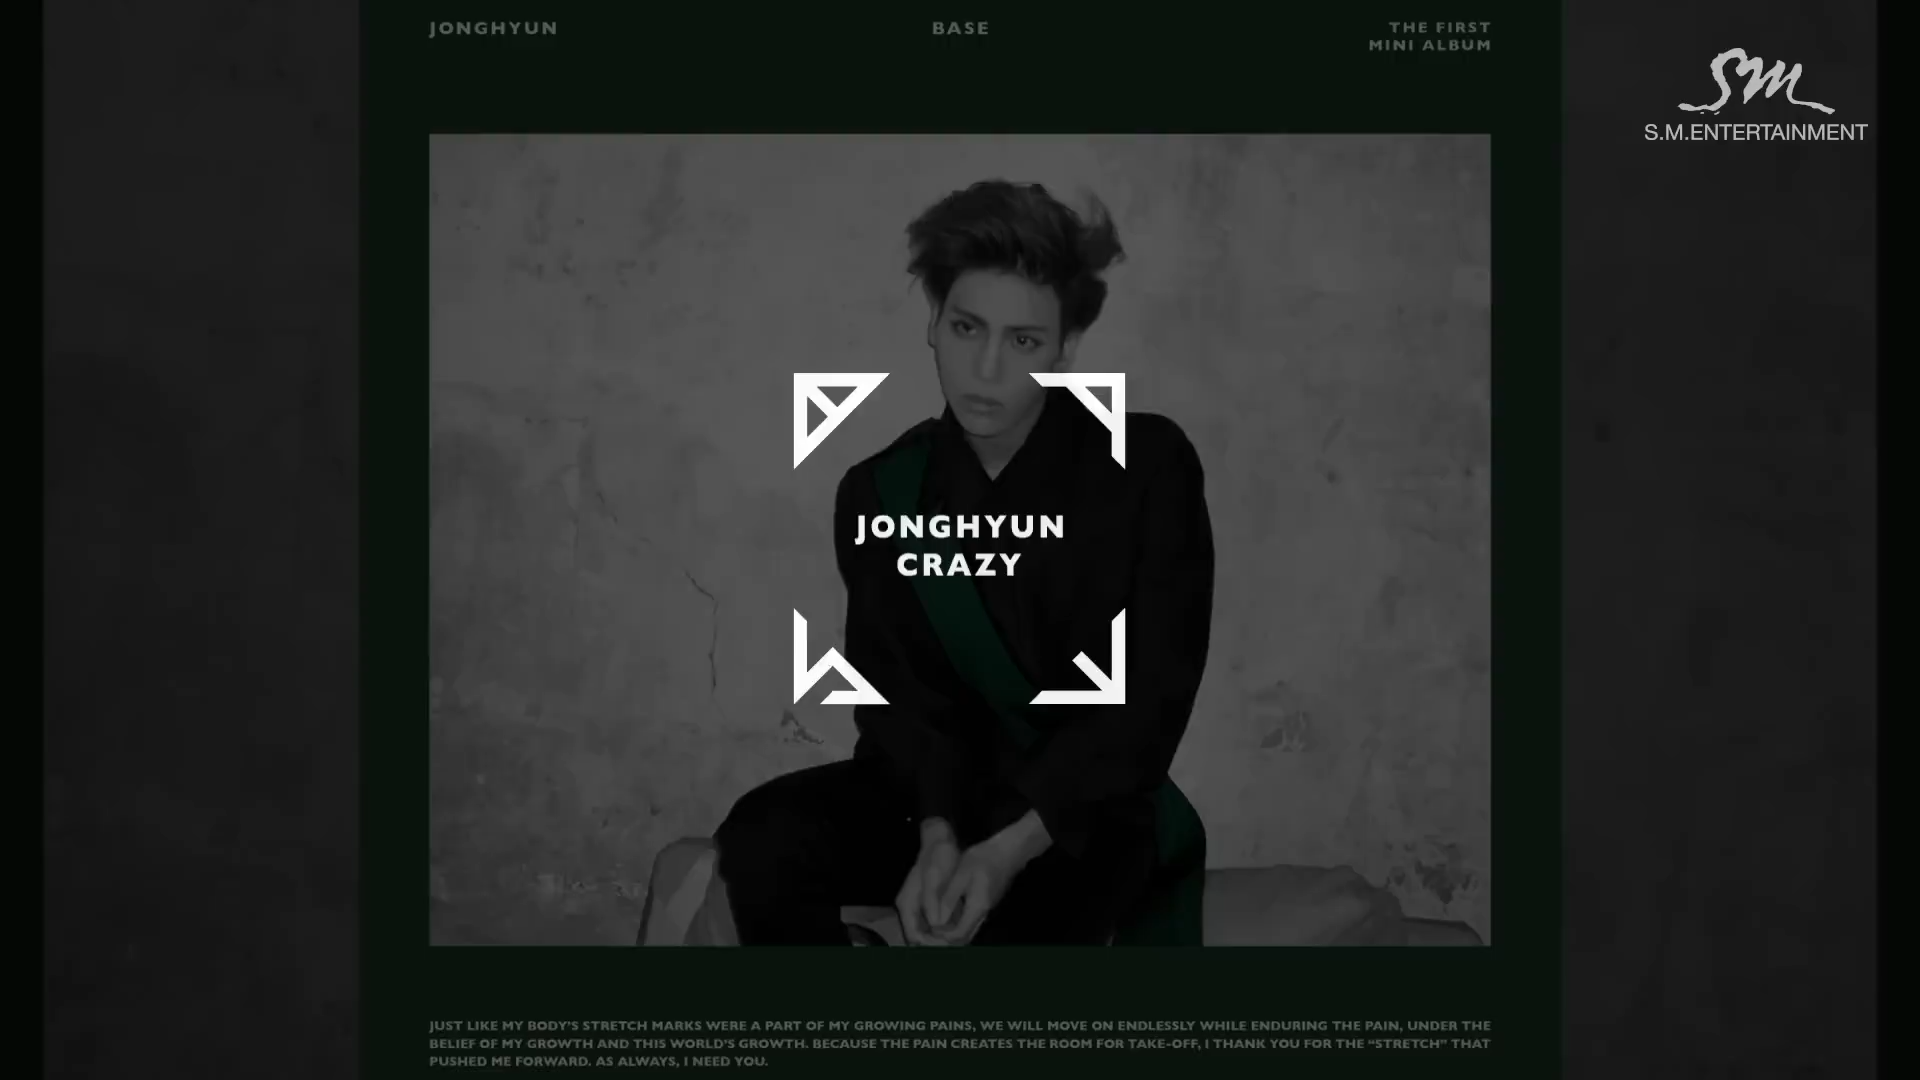 JONGHYUN
BASE
THE FIRST
MINI ALBUM
SM
S.M.ENTERTAINMENT
JONGHYUN
CRAZY
JUST LIKE MY BODY'S STRETCH MARKS WERE A PART OF MY GROWING PAINS, WE WILL MOVE ON ENDLESSLY WHILE ENDURING THE PAIN, UNDER THE
BELIEF OF MY GROWTH AND THIS WORLD'S GROWTH. BECAUSE THE PAIN CREATES THE ROOM FOR TAKE-OFF, I THANK YOU FOR THE “STRETCH” THAT
PUSHED ME FORWARD. AS ALWAYS, I NEED YOU.